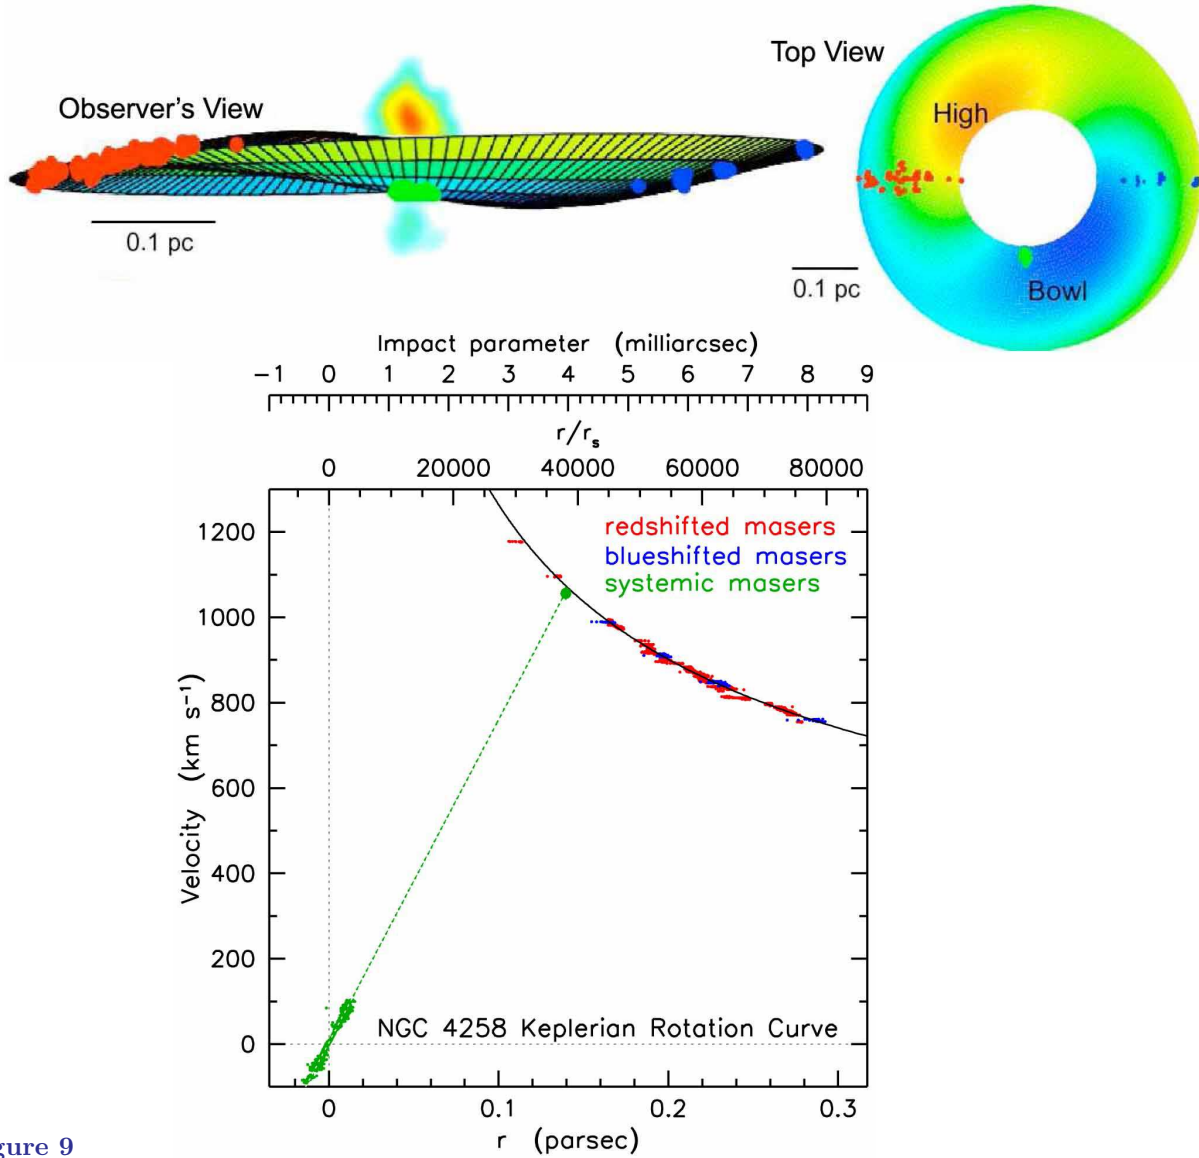 Observer's View
0.1 pc
Top View
High
Bowl
0.1 pc
Impact parameter (milliarcsec)
−1 0 1 2 3 4 5 6 7 8 9
r/rs
0 20000 40000 60000 80000
redshifted masers
blueshifted masers
systemic masers
1200
1000
800
600
400
200
0
Velocity (km s⁻¹)
NGC 4258 Keplerian Rotation Curve
0 0.1 0.2 0.3
r (parsec)
gure 9